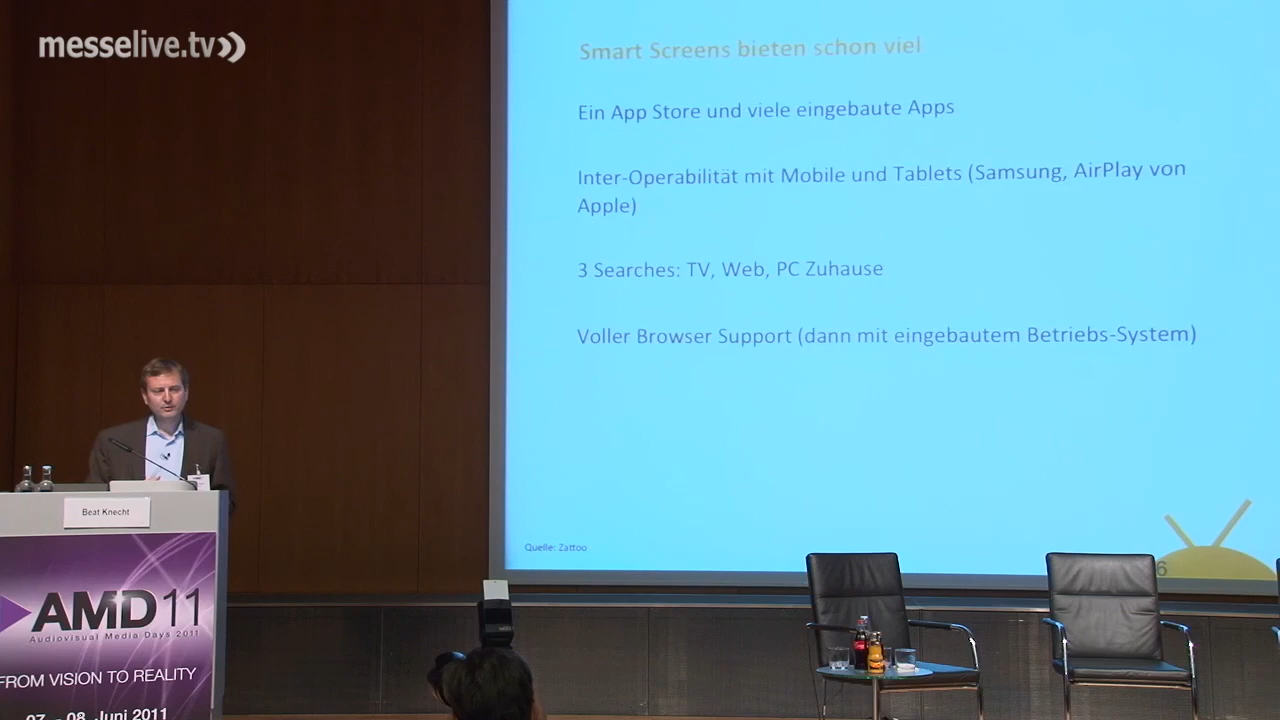 messelive.tv
Smart Screens bieten schon viel
Ein App Store und viele eingebaute Apps
Inter-Operabilität mit Mobile und Tablets (Samsung, AirPlay von
Apple)
3 Searches: TV, Web, PC Zuhause
Voller Browser Support (dann mit eingebautem Betriebs-System)
Quelle: Zattoo
6
Beat Knecht
AMD11
Audiovisual Media Days 2011
FROM VISION TO REALITY
07. - 08. Juni 2011